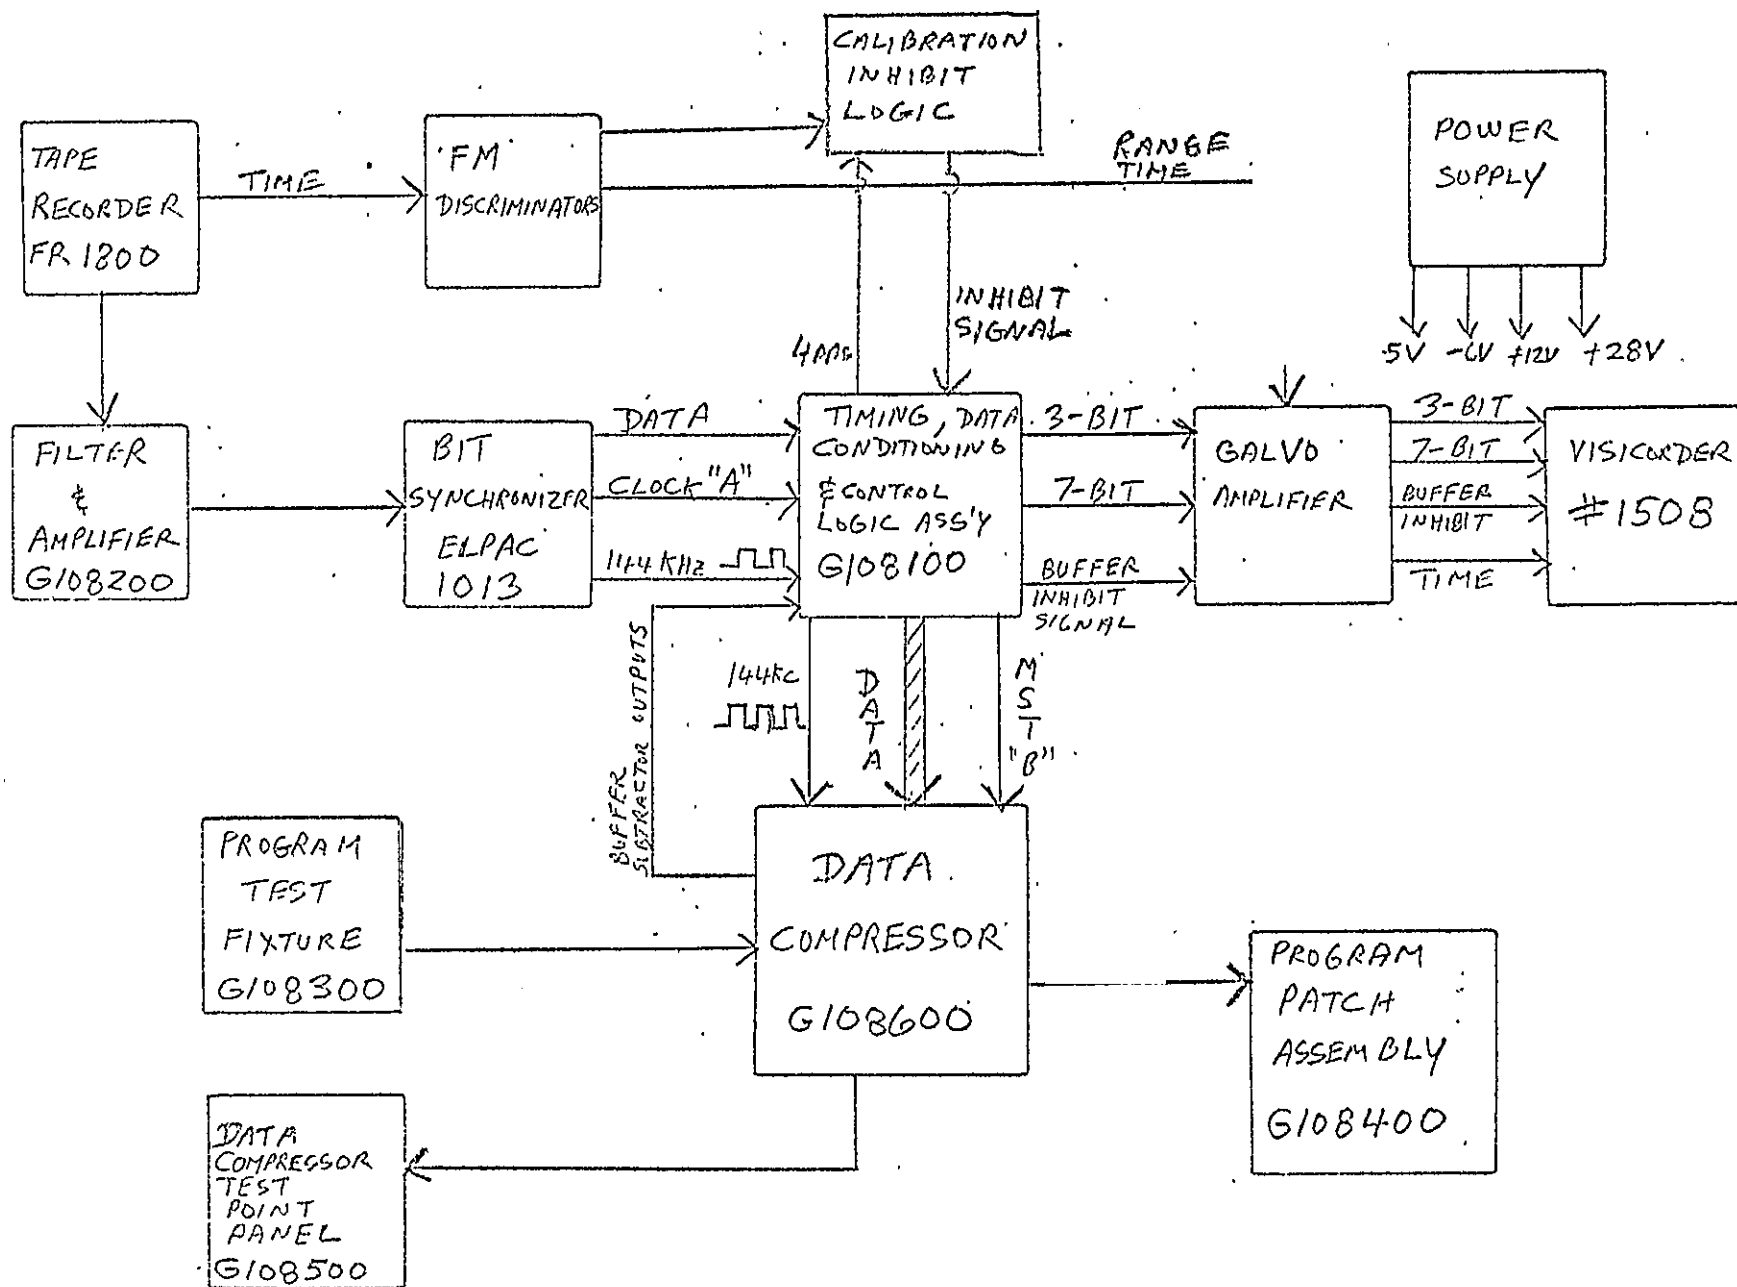 CALIBRATION
INHIBIT
LOGIC
POWER
SUPPLY
5V -6V +12V +28V
TAPE
RECORDER
FR 1800
TIME
FM
DISCRIMINATORS
RANGE
TIME
INHIBIT
SIGNAL
4 PPS
FILTER
&
AMPLIFIER
G108200
BIT
SYNCHRONIZER
ELPAC
1013
DATA
CLOCK "A"
144 KHz
TIMING, DATA
CONDITIONING
& CONTROL
LOGIC ASS'Y
G108100
3-BIT
7-BIT
BUFFER
INHIBIT
SIGNAL
GALVO
AMPLIFIER
3-BIT
7-BIT
BUFFER
INHIBIT
TIME
VISICORDER
#1508
BUFFER
SUBTRACTOR OUTPUTS
144KC
DATA
MST
"B"
PROGRAM
TEST
FIXTURE
G108300
DATA
COMPRESSOR
G108600
PROGRAM
PATCH
ASSEMBLY
G108400
DATA
COMPRESSOR
TEST
POINT
PANEL
G108500